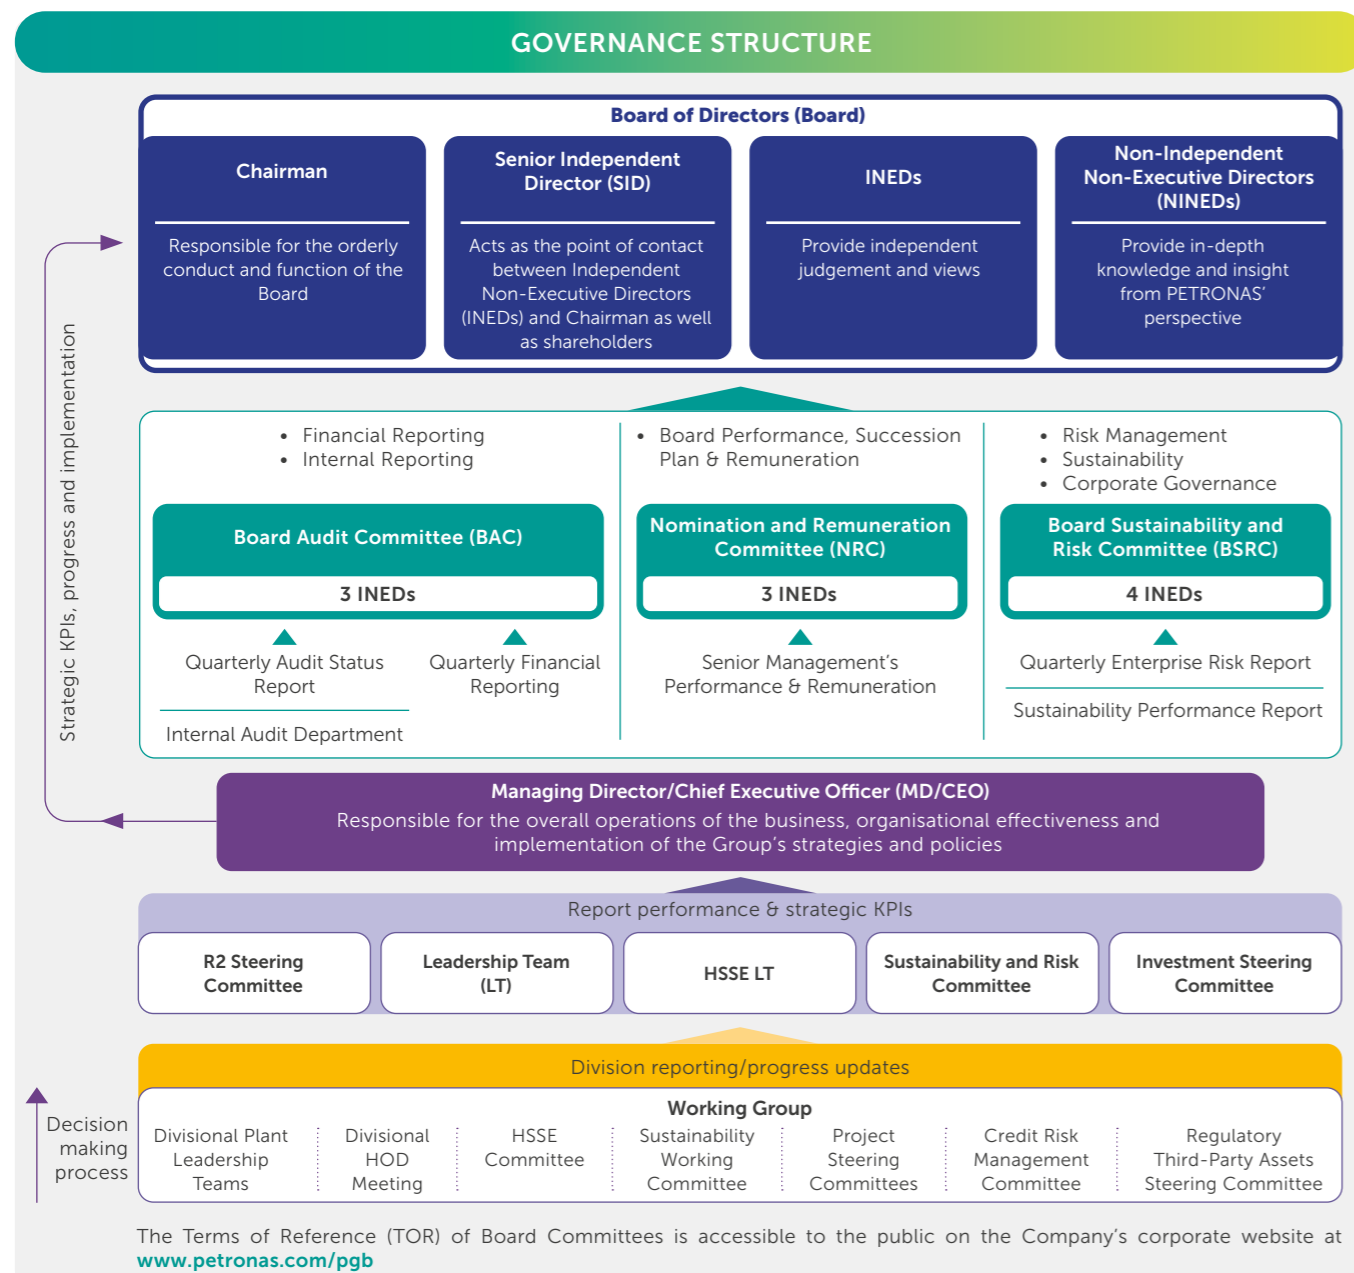 GOVERNANCE STRUCTURE
Board of Directors (Board)
Chairman
Responsible for the orderly
conduct and function of the
Board
Senior Independent
Director (SID)
Acts as the point of contact
between Independent
Non-Executive Directors
(INEDs) and Chairman as well
as shareholders
INEDs
Provide independent
judgement and views
Non-Independent
Non-Executive Directors
(NINEDs)
Provide in-depth
knowledge and insight
from PETRONAS’
perspective
Strategic KPIs, progress and implementation
• Financial Reporting
• Internal Reporting
Board Audit Committee (BAC)
3 INEDs
Quarterly Audit Status
Report
Internal Audit Department
Quarterly Financial
Reporting
• Board Performance, Succession
Plan & Remuneration
Nomination and Remuneration
Committee (NRC)
3 INEDs
Senior Management’s
Performance & Remuneration
• Risk Management
• Sustainability
• Corporate Governance
Board Sustainability and
Risk Committee (BSRC)
4 INEDs
Quarterly Enterprise Risk Report
Sustainability Performance Report
Managing Director/Chief Executive Officer (MD/CEO)
Responsible for the overall operations of the business, organisational effectiveness and
implementation of the Group’s strategies and policies
Report performance & strategic KPIs
R2 Steering
Committee
Leadership Team
(LT)
HSSE LT
Sustainability and Risk
Committee
Investment Steering
Committee
Division reporting/progress updates
Decision
making
process
Working Group
Divisional Plant
Leadership
Teams
Divisional
HOD
Meeting
HSSE
Committee
Sustainability
Working
Committee
Project
Steering
Committees
Credit Risk
Management
Committee
Regulatory
Third-Party Assets
Steering Committee
The Terms of Reference (TOR) of Board Committees is accessible to the public on the Company’s corporate website at
www.petronas.com/pgb